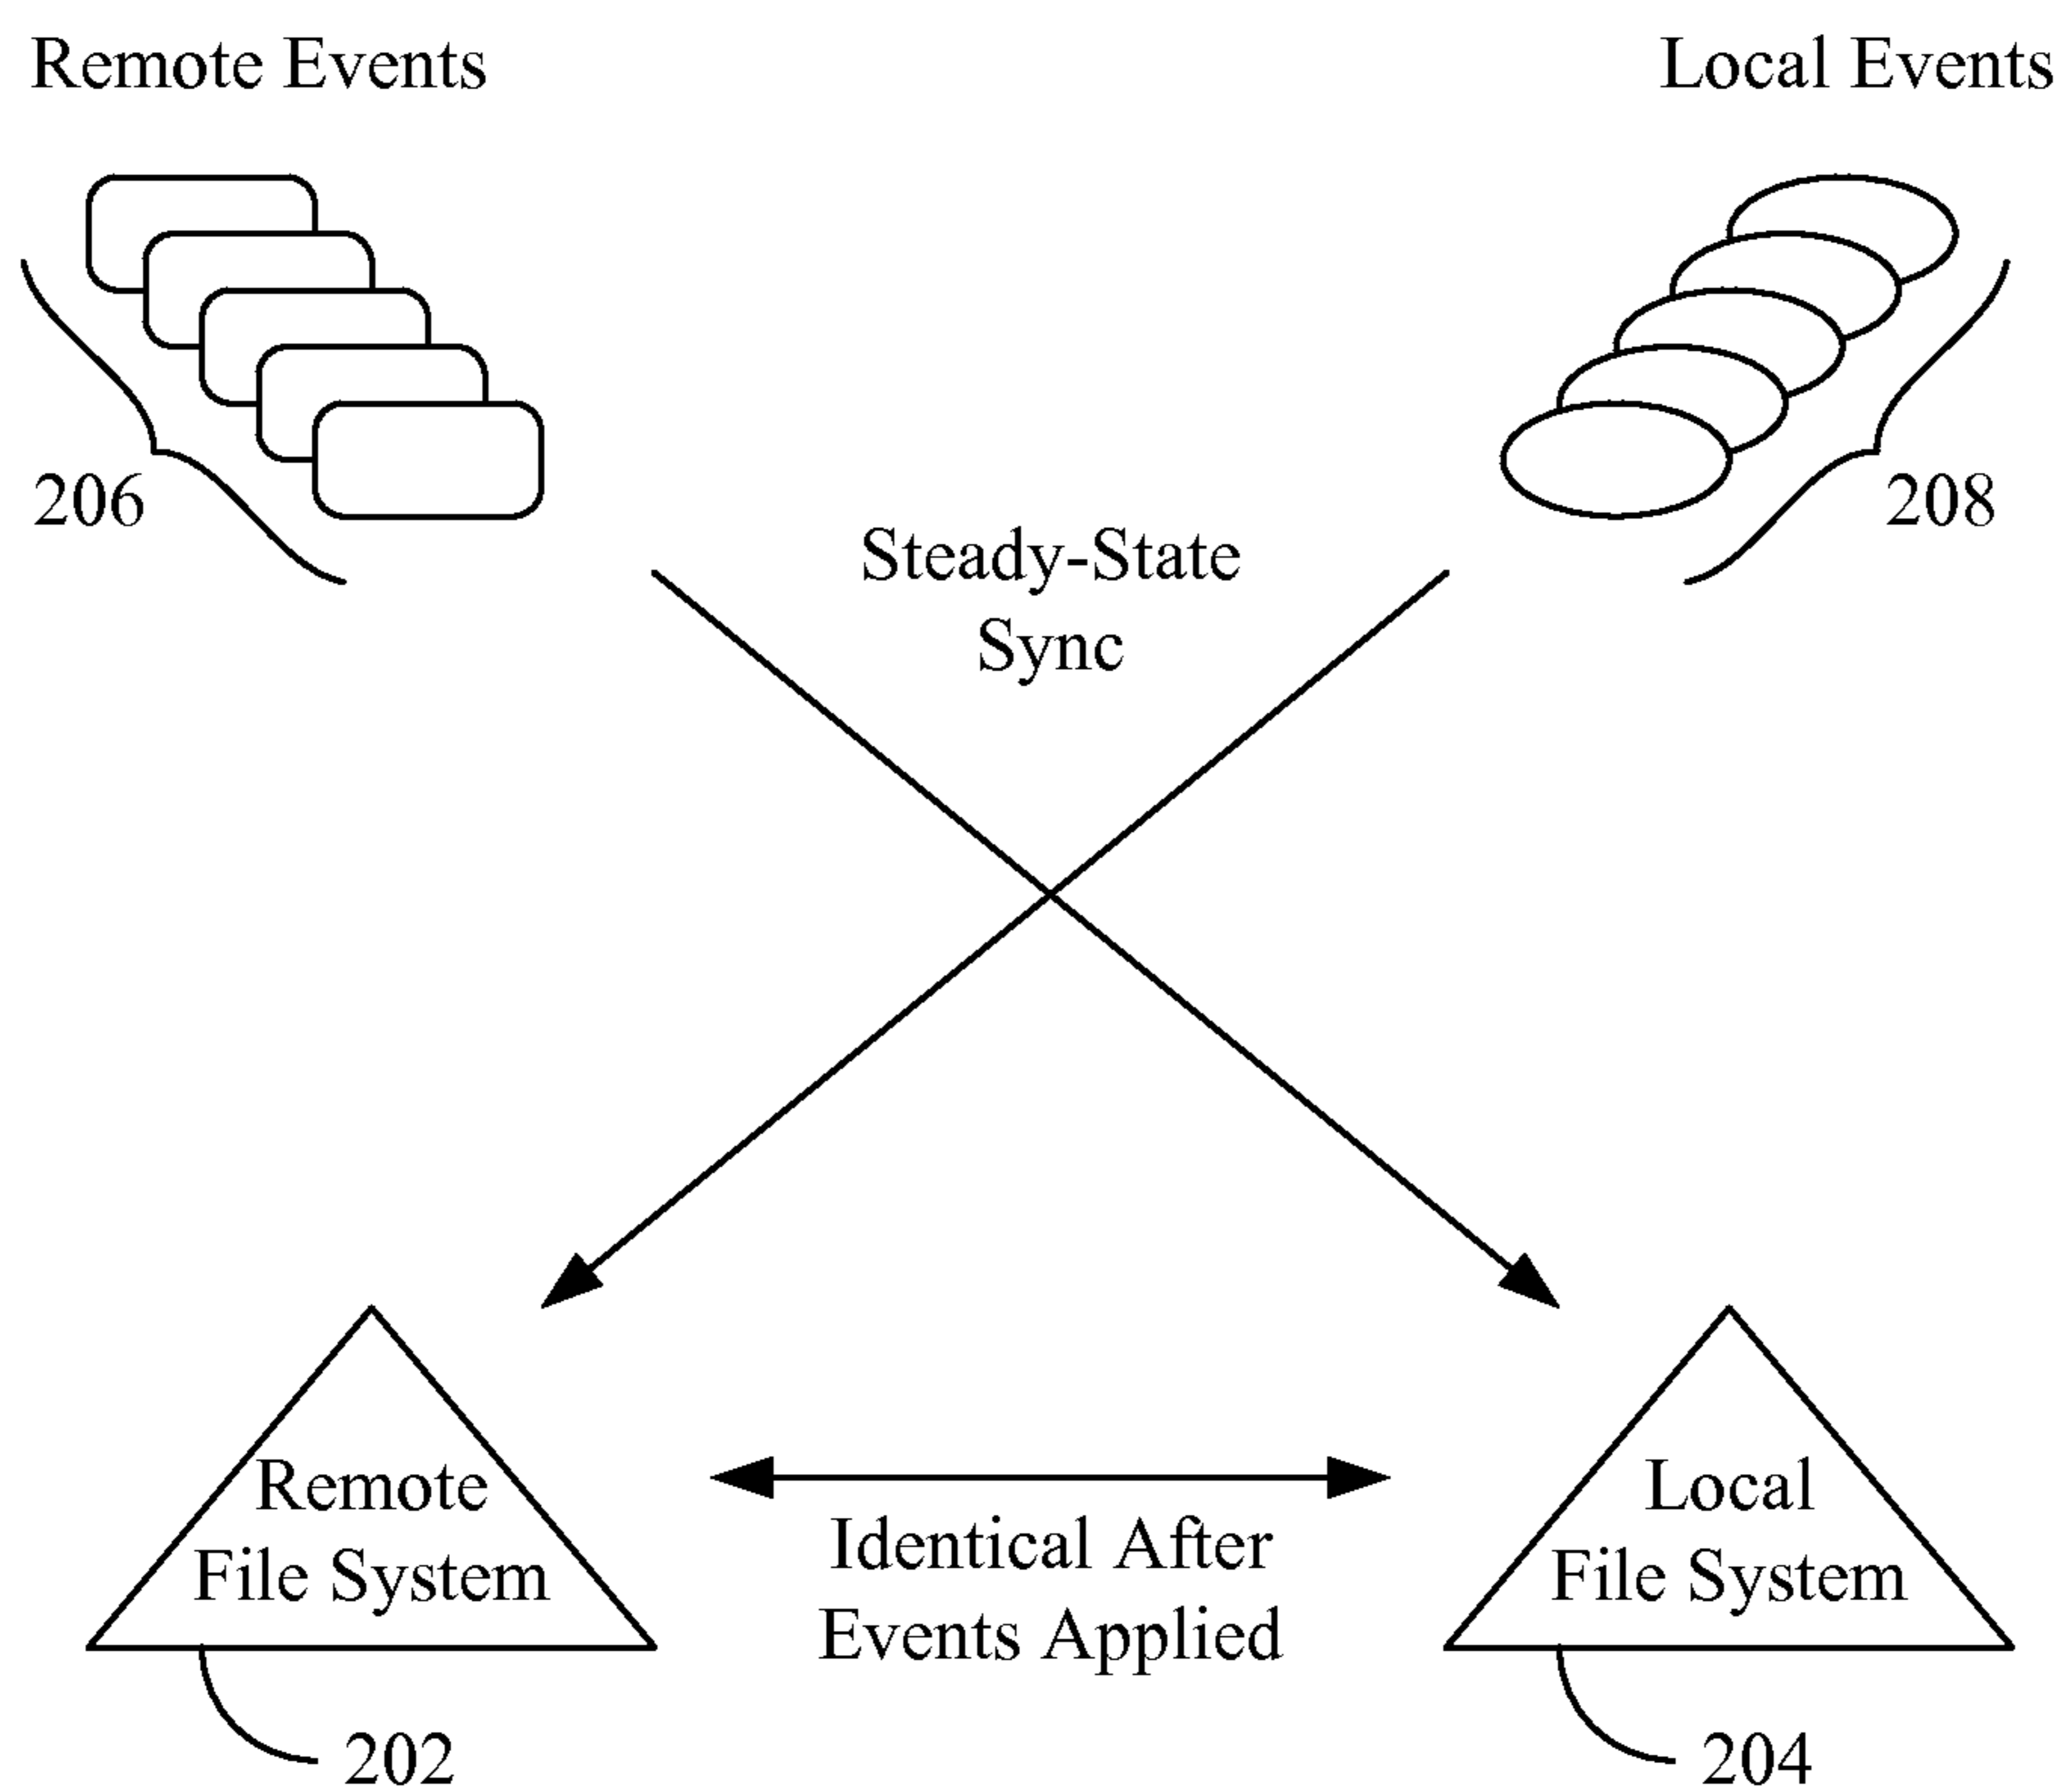 Remote Events
Local Events
206
208
Steady-State
Sync
Remote
File System
Identical After
Events Applied
Local
File System
202
204